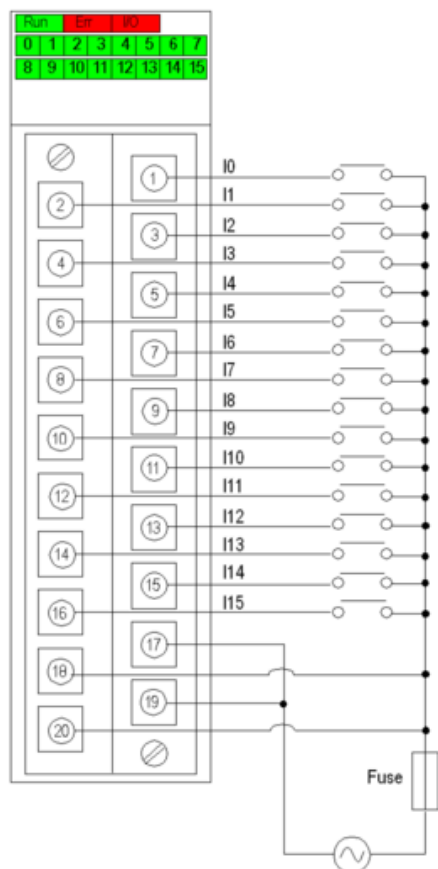 Run Err I/O
0 1 2 3 4 5 6 7
8 9 10 11 12 13 14 15
1 I0
2 I1
3 I2
4 I3
5 I4
6 I5
7 I6
8 I7
9 I8
10 I9
11 I10
12 I11
13 I12
14 I13
15 I14
16 I15
17
18
19
20
Fuse